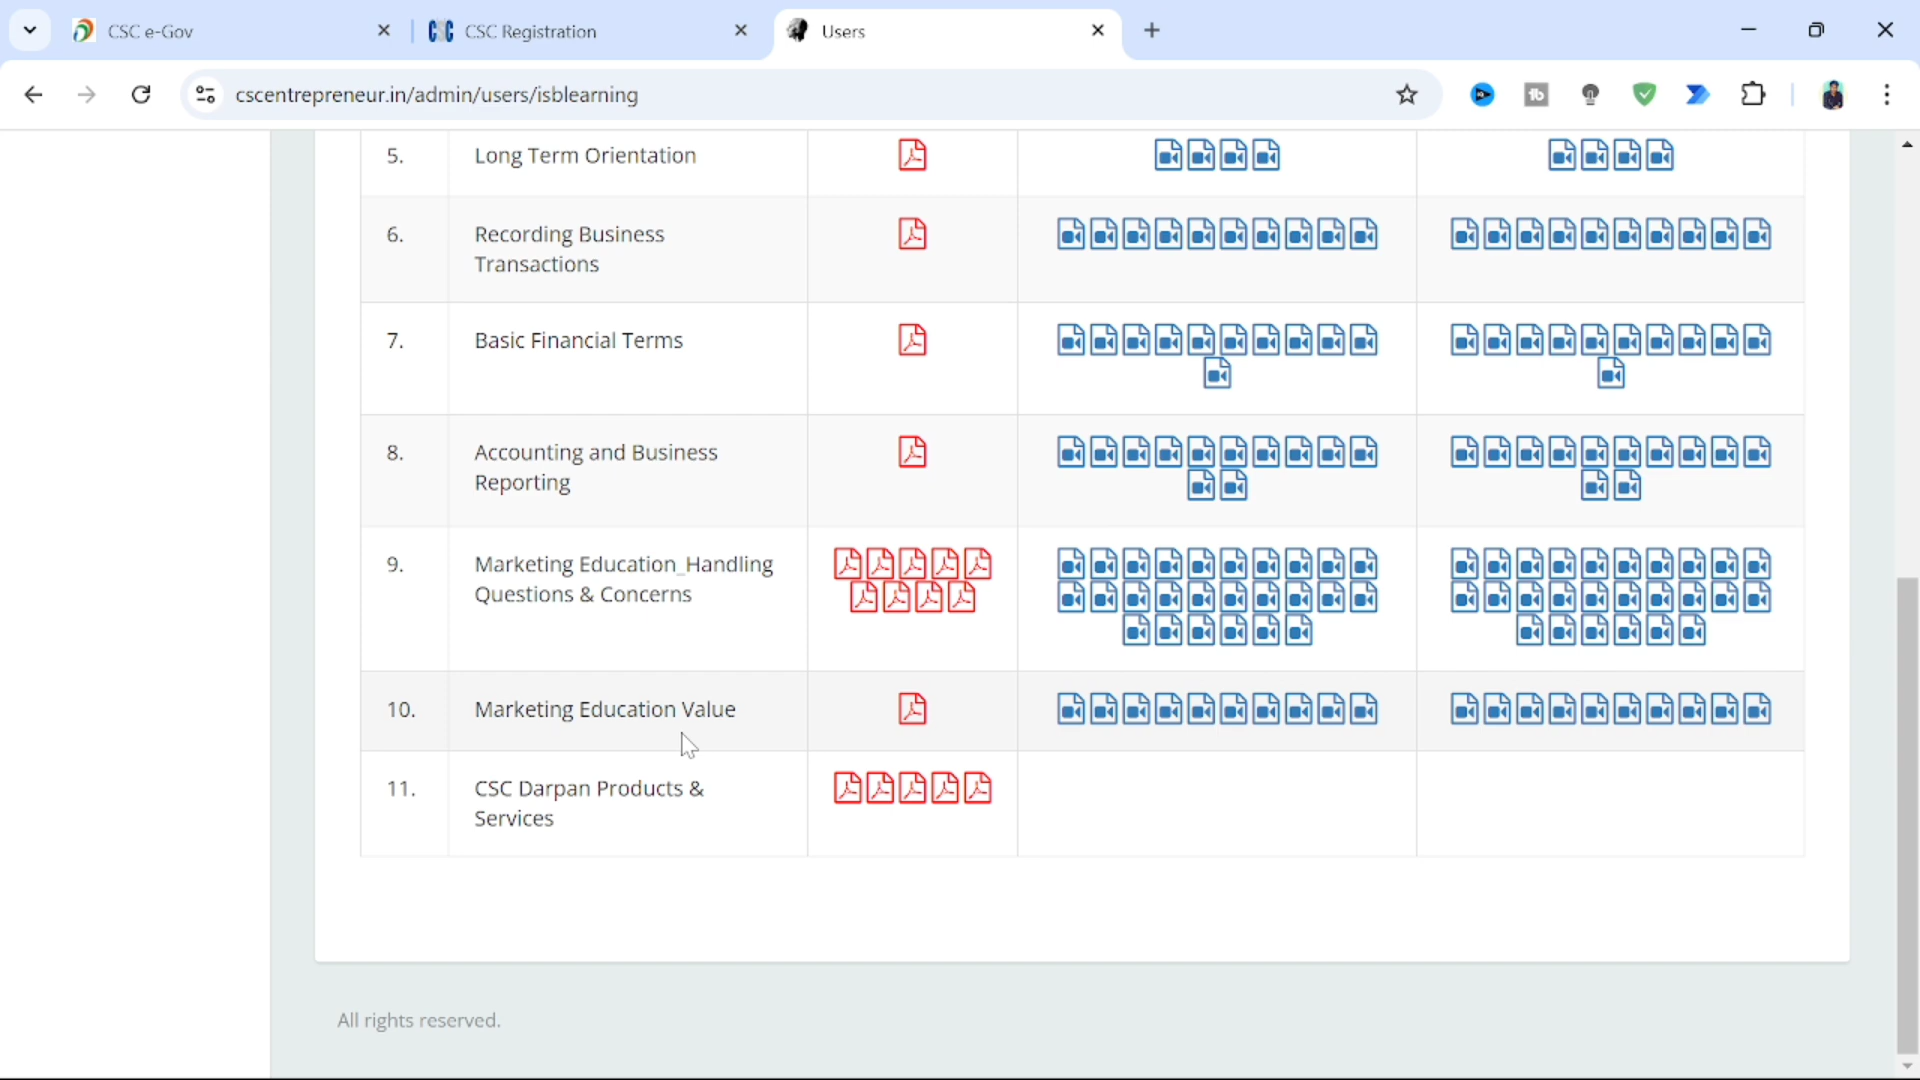 CSC e-Gov
CSC Registration
Users
cscentrepreneur.in/admin/users/isblearning
5. Long Term Orientation
6. Recording Business
Transactions
7. Basic Financial Terms
8. Accounting and Business
Reporting
9. Marketing Education_Handling
Questions & Concerns
10. Marketing Education Value
11. CSC Darpan Products &
Services
All rights reserved.